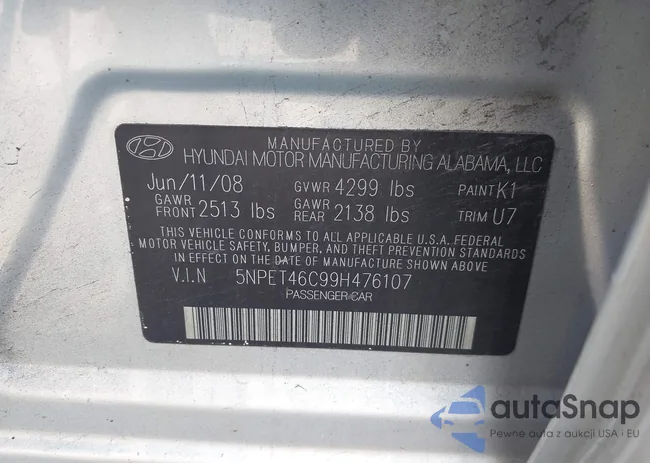 MANUFACTURED BY
HYUNDAI MOTOR MANUFACTURING ALABAMA, LLC
Jun/11/08 GVWR 4299 lbs PAINT K1
GAWR FRONT 2513 lbs GAWR REAR 2138 lbs TRIM U7
THIS VEHICLE CONFORMS TO ALL APPLICABLE U.S.A. FEDERAL
MOTOR VEHICLE SAFETY, BUMPER, AND THEFT PREVENTION STANDARDS
IN EFFECT ON THE DATE OF MANUFACTURE SHOWN ABOVE
V.I.N 5NPET46C99H476107
PASSENGER CAR
autaSnap
Pewne auta z aukcji USA i EU